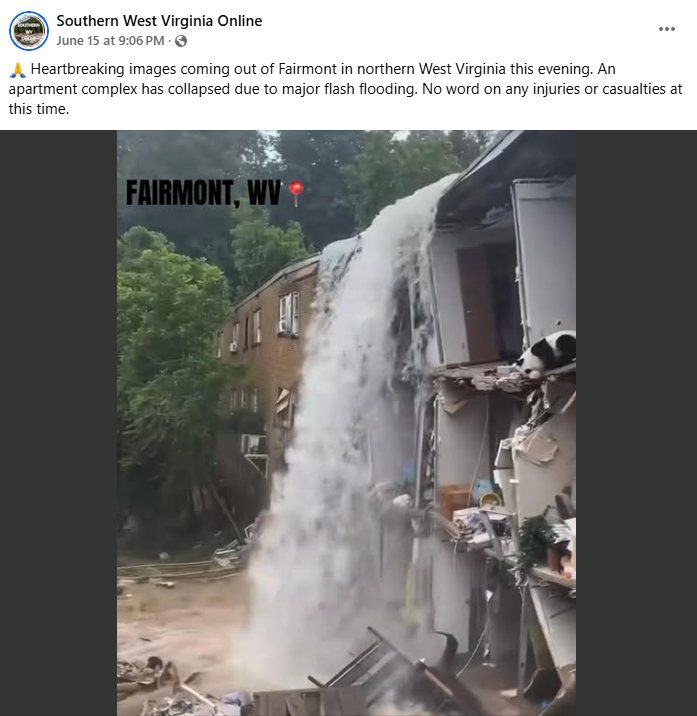 Southern West Virginia Online
June 15 at 9:06 PM ·
🙏 Heartbreaking images coming out of Fairmont in northern West Virginia this evening. An
apartment complex has collapsed due to major flash flooding. No word on any injuries or casualties at
this time.
FAIRMONT, WV📍